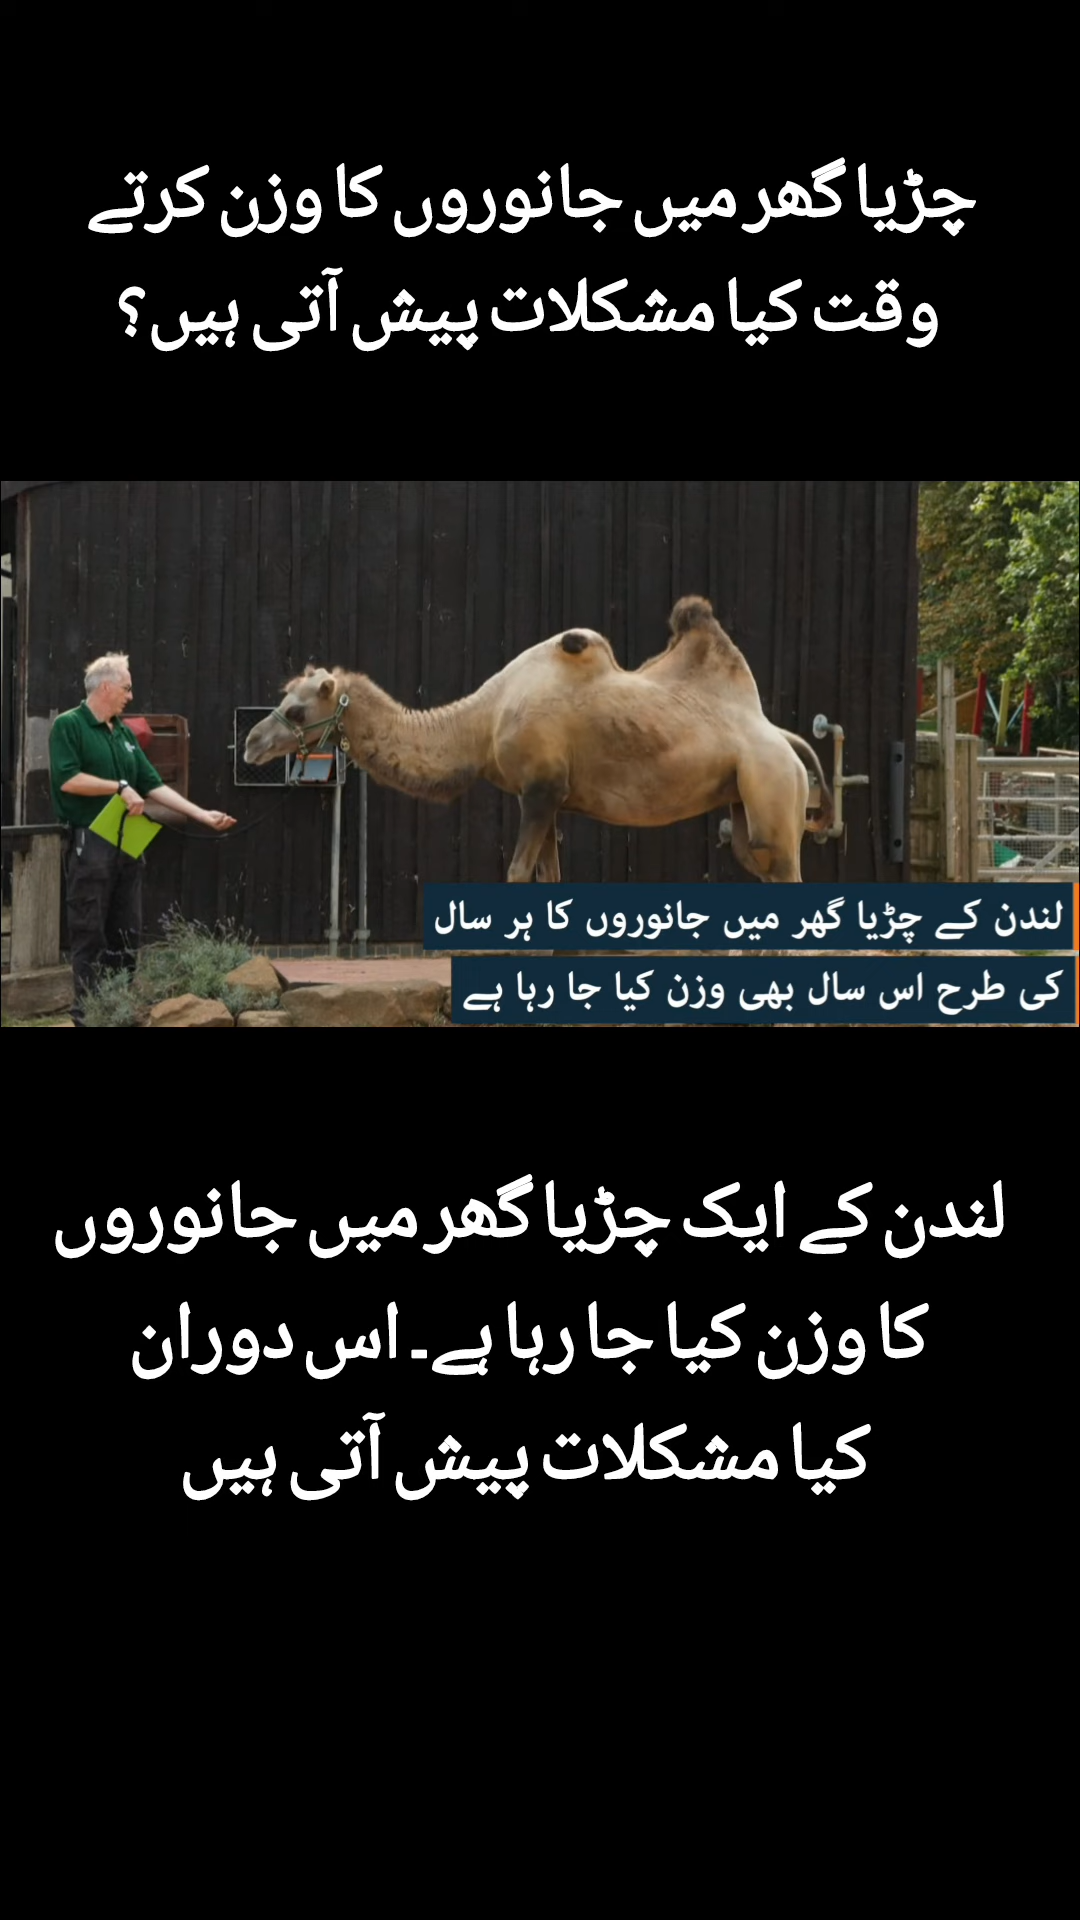 چڑیا گھر میں جانوروں کا وزن کرتے
وقت کیا مشکلات پیش آتی ہیں؟
لندن کے چڑیا گھر میں جانوروں کا ہر سال
کی طرح اس سال بھی وزن کیا جا رہا ہے
لندن کے ایک چڑیا گھر میں جانوروں
کا وزن کیا جا رہا ہے۔ اس دوران
کیا مشکلات پیش آتی ہیں